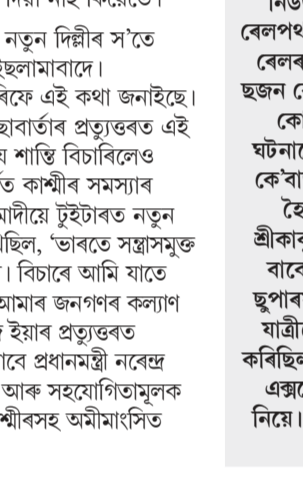 নতুন দিল্লীৰ স'তে
ইছলামাবাদে।
ৰিফে এই কথা জনাইছে।
ছাবাৰ্তাৰ প্ৰত্যুত্তৰত এই
য শান্তি বিচাৰিলেও
ত কাশ্মীৰ সমস্যাৰ
মাদীয়ে টুইটাৰত নতুন
ছিল, 'ভাৰতে সন্ত্ৰাসমুক্ত
। বিচাৰে আমি যাতে
আমাৰ জনগণৰ কল্যাণ
ইয়াৰ প্ৰত্যুত্তৰত
াবে প্ৰধানমন্ত্ৰী নৰেন্দ্ৰ
আৰু সহযোগিতামূলক
শ্মীৰসহ অমীমাংসিত
ৰেলপথ
ৰেলৰ
ছজন
কো
ঘটনাে
কে'বা
হৈ
শ্ৰীকাকু
বাৰে
ছুপাৰ
যাত্ৰী
কৰিছিল
এক্সে
নিয়ে।